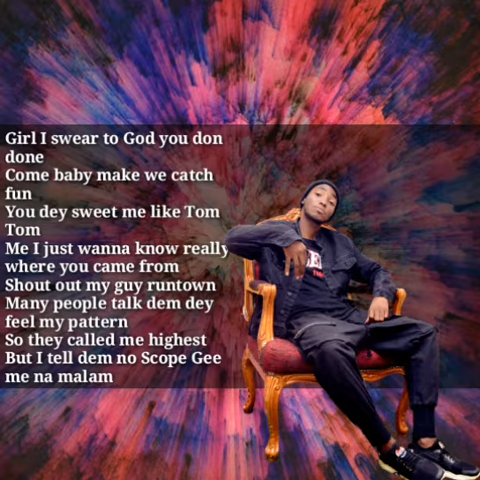 Girl I swear to God you don
done
Come baby make we catch
fun
You dey sweet me like Tom
Tom
Me I just wanna know really
where you came from
Shout out my guy runtown
Many people talk dem dey
feel my pattern
So they called me highest
But I tell dem no Scope Gee
me na malam